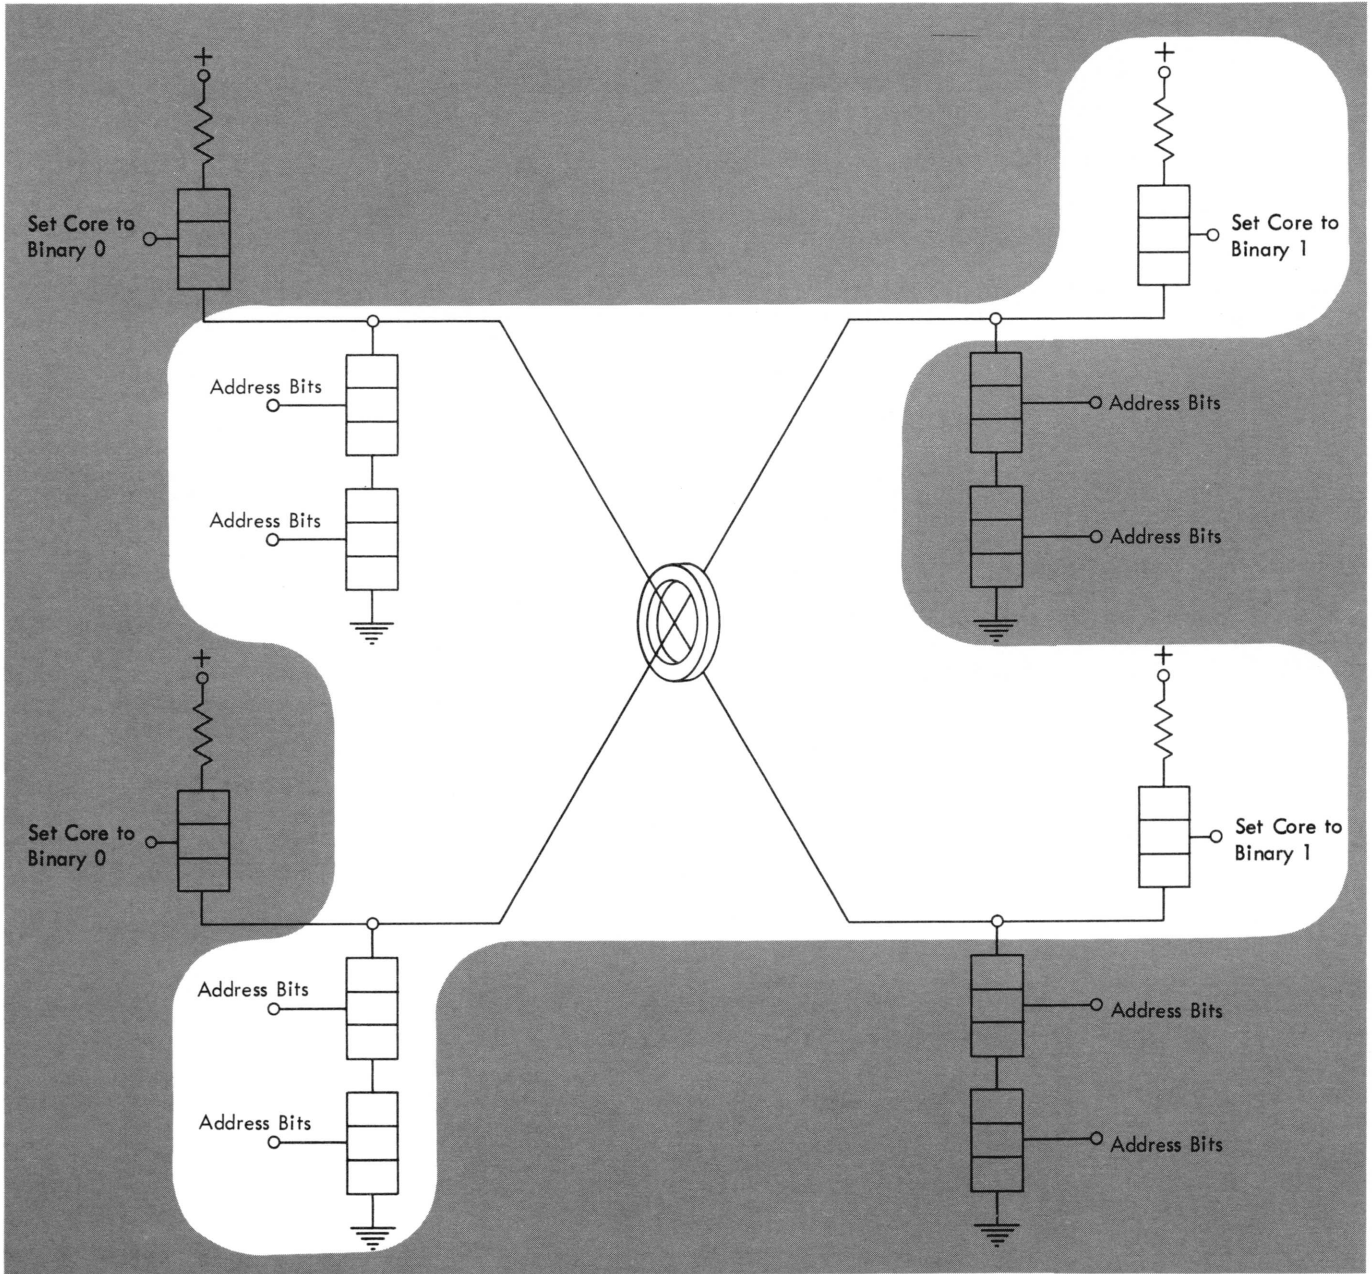 +
+
Set Core to
Binary 0
Set Core to
Binary 1
Address Bits
Address Bits
Address Bits
Address Bits
+
+
Set Core to
Binary 0
Set Core to
Binary 1
Address Bits
Address Bits
Address Bits
Address Bits